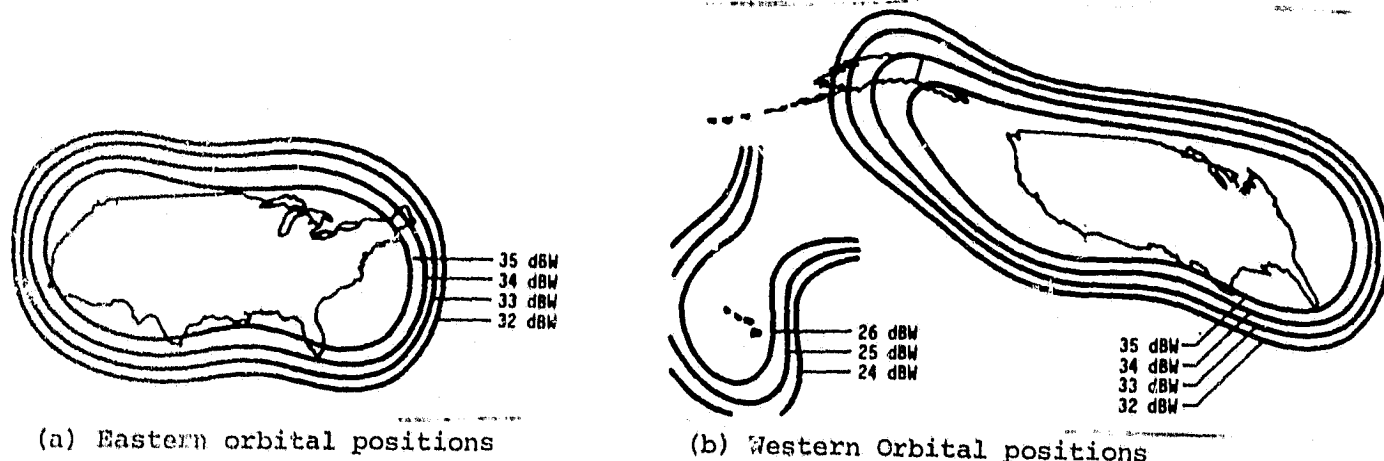 35 dBW
34 dBW
33 dBW
32 dBW
(a) Eastern orbital positions
26 dBW
25 dBW
24 dBW
35 dBW
34 dBW
33 dBW
32 dBW
(b) Western Orbital positions